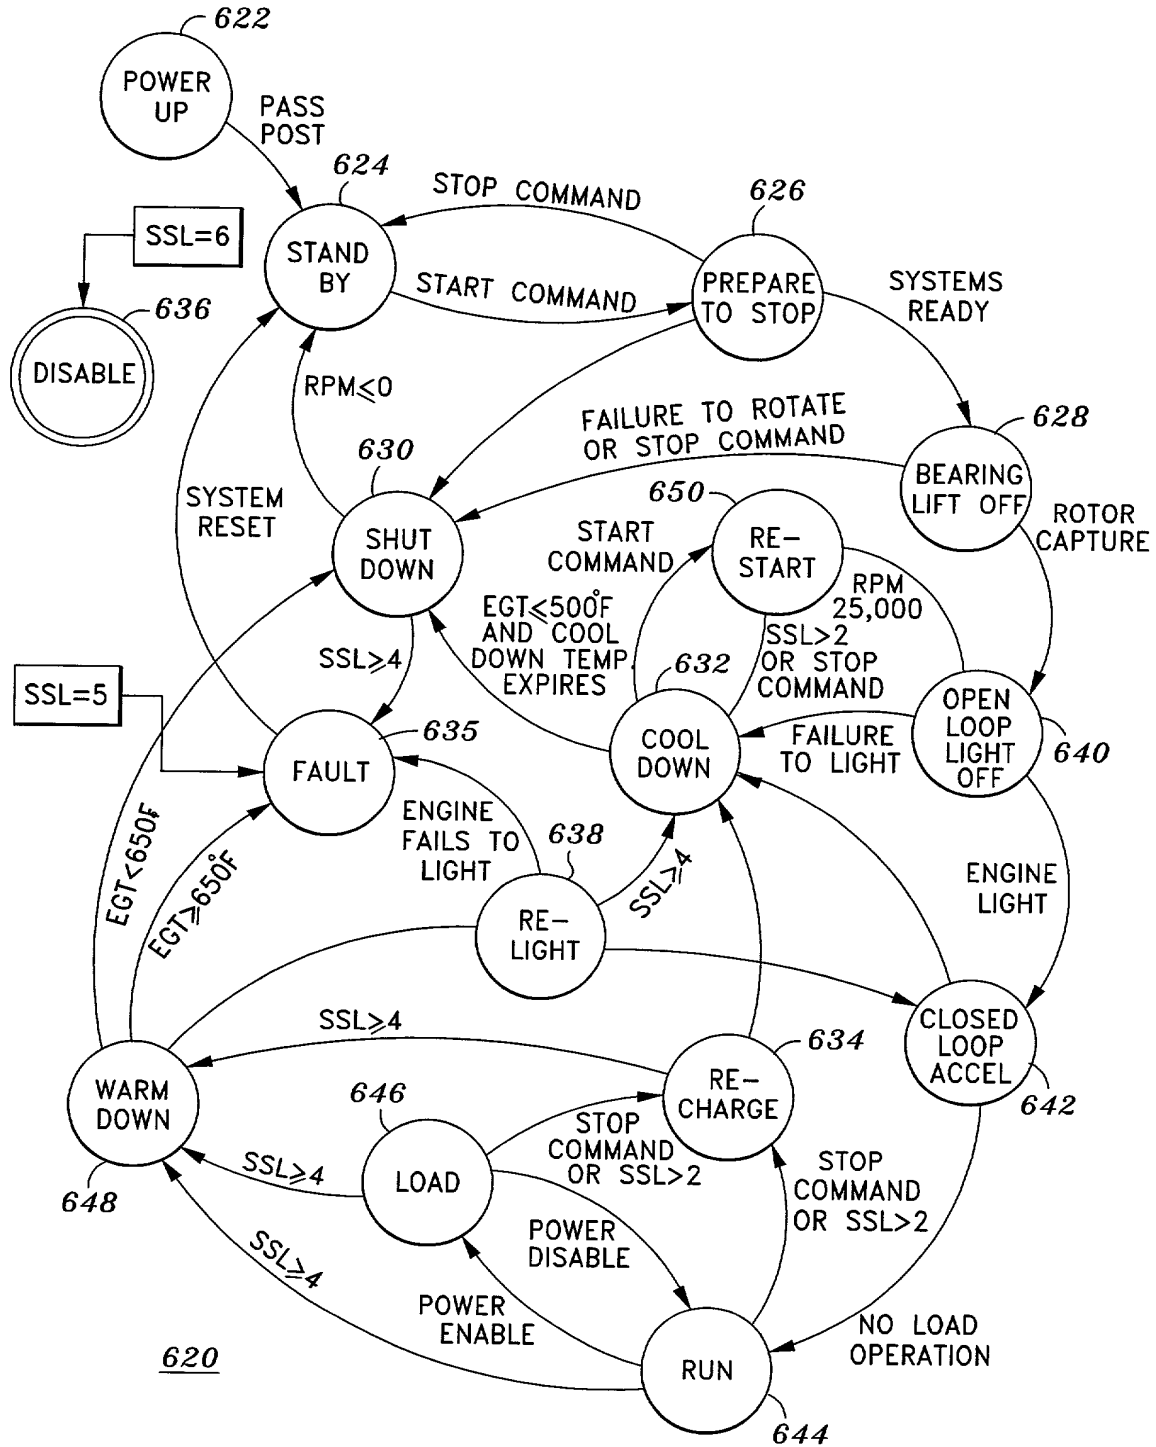 622
POWER
UP
PASS
POST
624
STOP COMMAND
626
SSL=6
STAND
BY
START COMMAND
PREPARE
TO STOP
SYSTEMS
READY
636
DISABLE
RPM≤0
FAILURE TO ROTATE
OR STOP COMMAND
628
630
BEARING
LIFT OFF
650
SYSTEM
RESET
SHUT
DOWN
START
COMMAND
RE-
START
ROTOR
CAPTURE
RPM
25,000
EGT≤500°F
AND COOL
DOWN TEMP.
EXPIRES
SSL>2
OR STOP
COMMAND
SSL≥4
632
SSL=5
635
COOL
DOWN
FAILURE
TO LIGHT
OPEN
LOOP
LIGHT
OFF
640
FAULT
ENGINE
FAILS TO
LIGHT
638
SSL≥4
ENGINE
LIGHT
EGT<650F
EGT≥650°F
RE-
LIGHT
SSL≥4
634
CLOSED
LOOP
ACCEL
642
WARM
DOWN
646
RE-
CHARGE
STOP
COMMAND
OR SSL>2
STOP
COMMAND
OR SSL>2
648
SSL≥4
LOAD
POWER
DISABLE
SSL≥4
POWER
ENABLE
NO LOAD
OPERATION
620
RUN
644